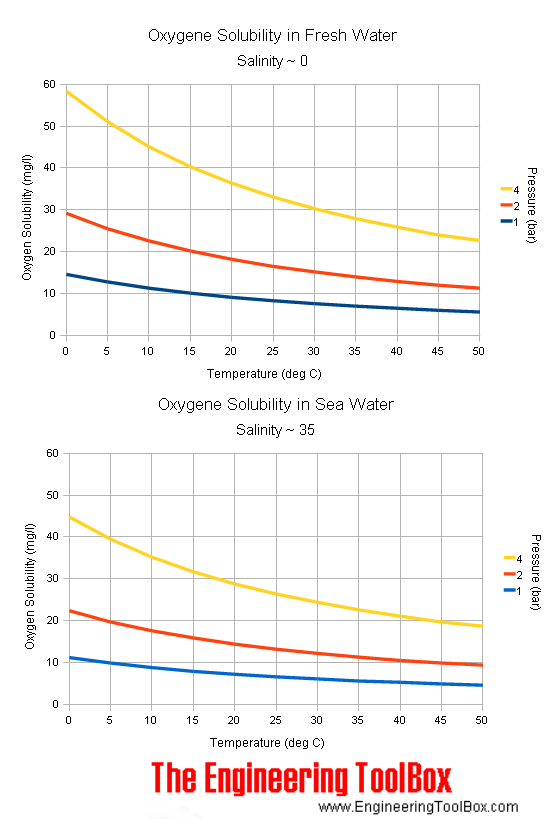 Oxygene Solubility in Fresh Water
Salinity ~ 0
60
50
40
30
20
10
0
Oxygen Solubility (mg/l)
0 5 10 15 20 25 30 35 40 45 50
Temperature (deg C)
4
2
1
Pressure (bar)
Oxygene Solubility in Sea Water
Salinity ~ 35
60
50
40
30
20
10
0
Oxygen Solubility (mg/l)
0 5 10 15 20 25 30 35 40 45 50
Temperature (deg C)
4
2
1
Pressure (bar)
The Engineering ToolBox
www.EngineeringToolBox.com